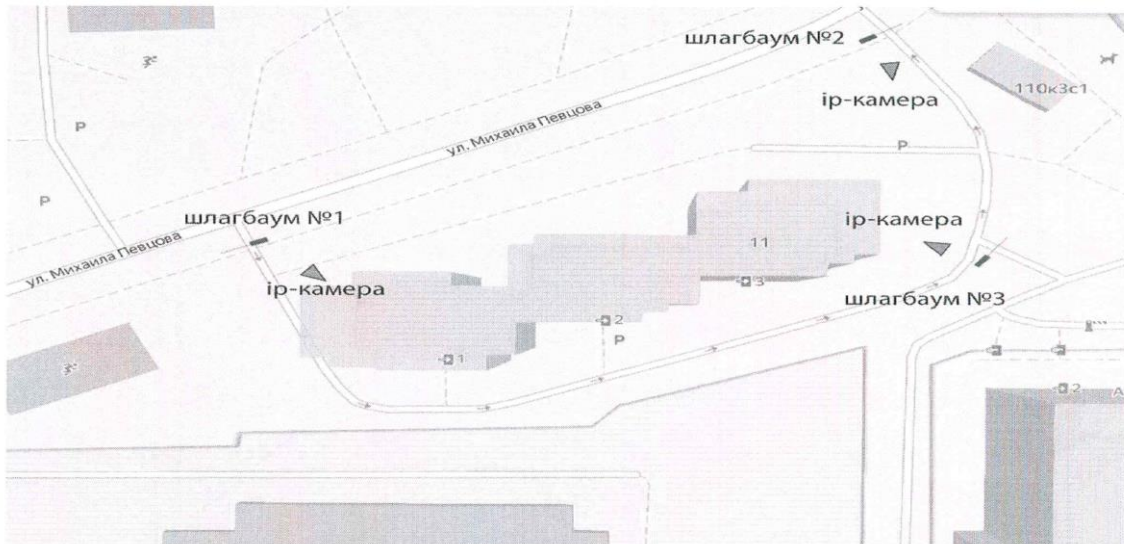 шлагбаум №2
ip-камера
110к3с1
P
ул. Михаила Певцова
P
P
шлагбаум №1
ip-камера
11
ул. Михаила Певцова
ip-камера
3
шлагбаум №3
2
P
1
2
А